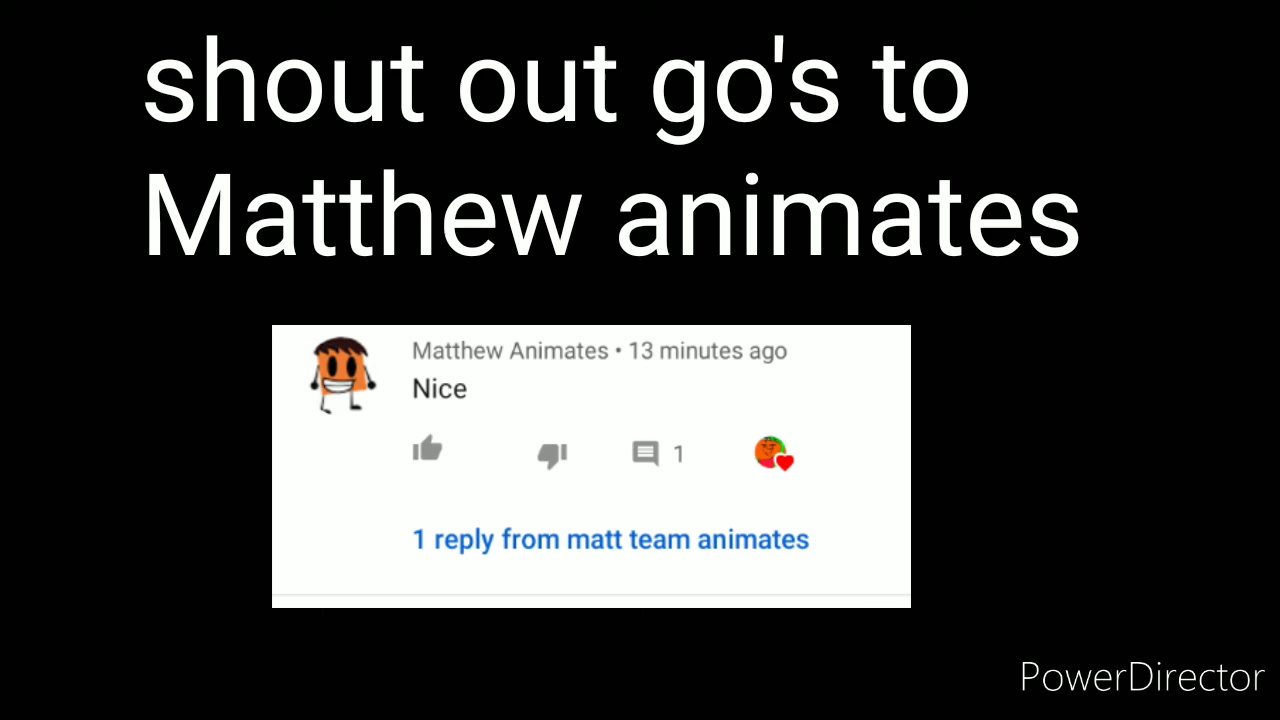 shout out go's to
Matthew animates
Matthew Animates • 13 minutes ago
Nice
1
1 reply from matt team animates
PowerDirector